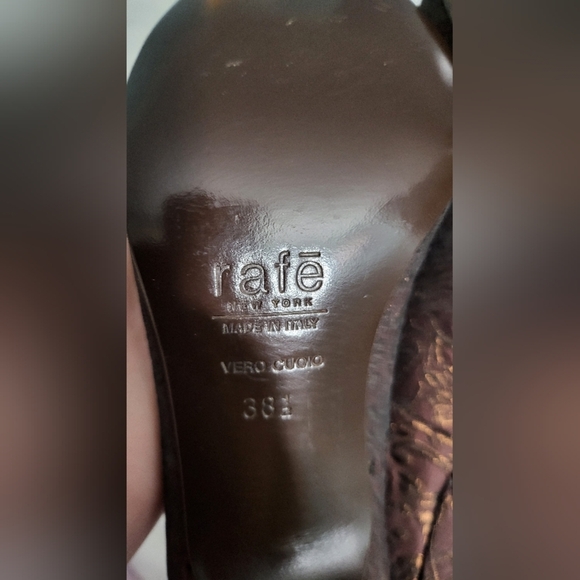 rafē
NEW YORK
MADE IN ITALY
VERO CUOIO
38½